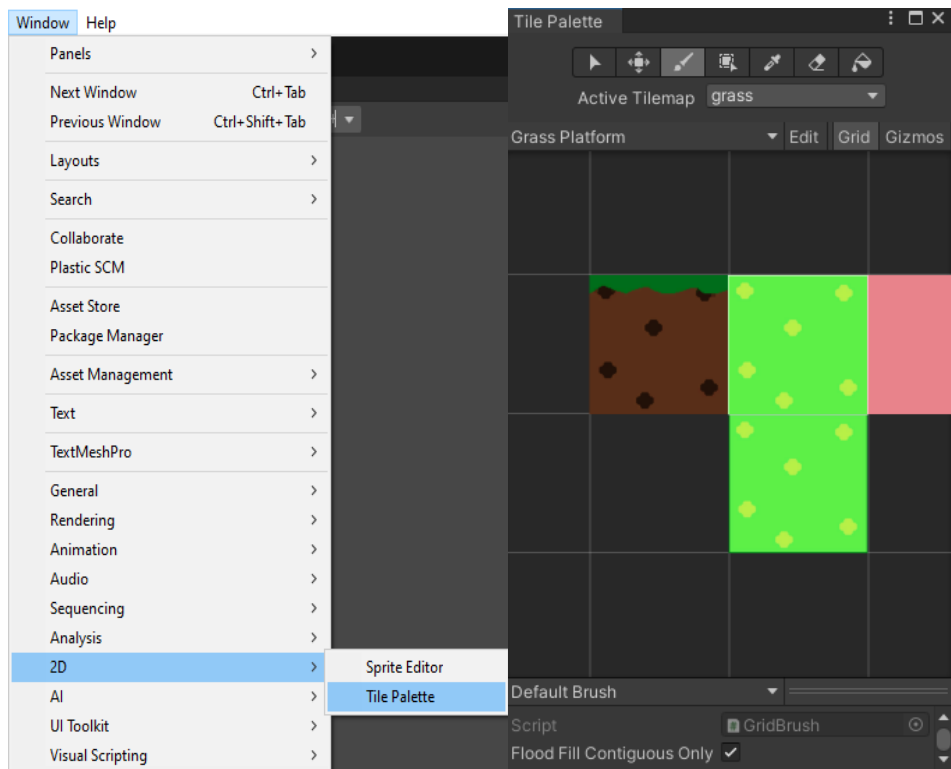 Window Help
Panels
Next Window Ctrl+Tab
Previous Window Ctrl+Shift+Tab
Layouts
Search
Collaborate
Plastic SCM
Asset Store
Package Manager
Asset Management
Text
TextMeshPro
General
Rendering
Animation
Audio
Sequencing
Analysis
2D
AI
UI Toolkit
Visual Scripting
Sprite Editor
Tile Palette
Tile Palette
Active Tilemap grass
Grass Platform Edit Grid Gizmos
Default Brush
Script GridBrush
Flood Fill Contiguous Only